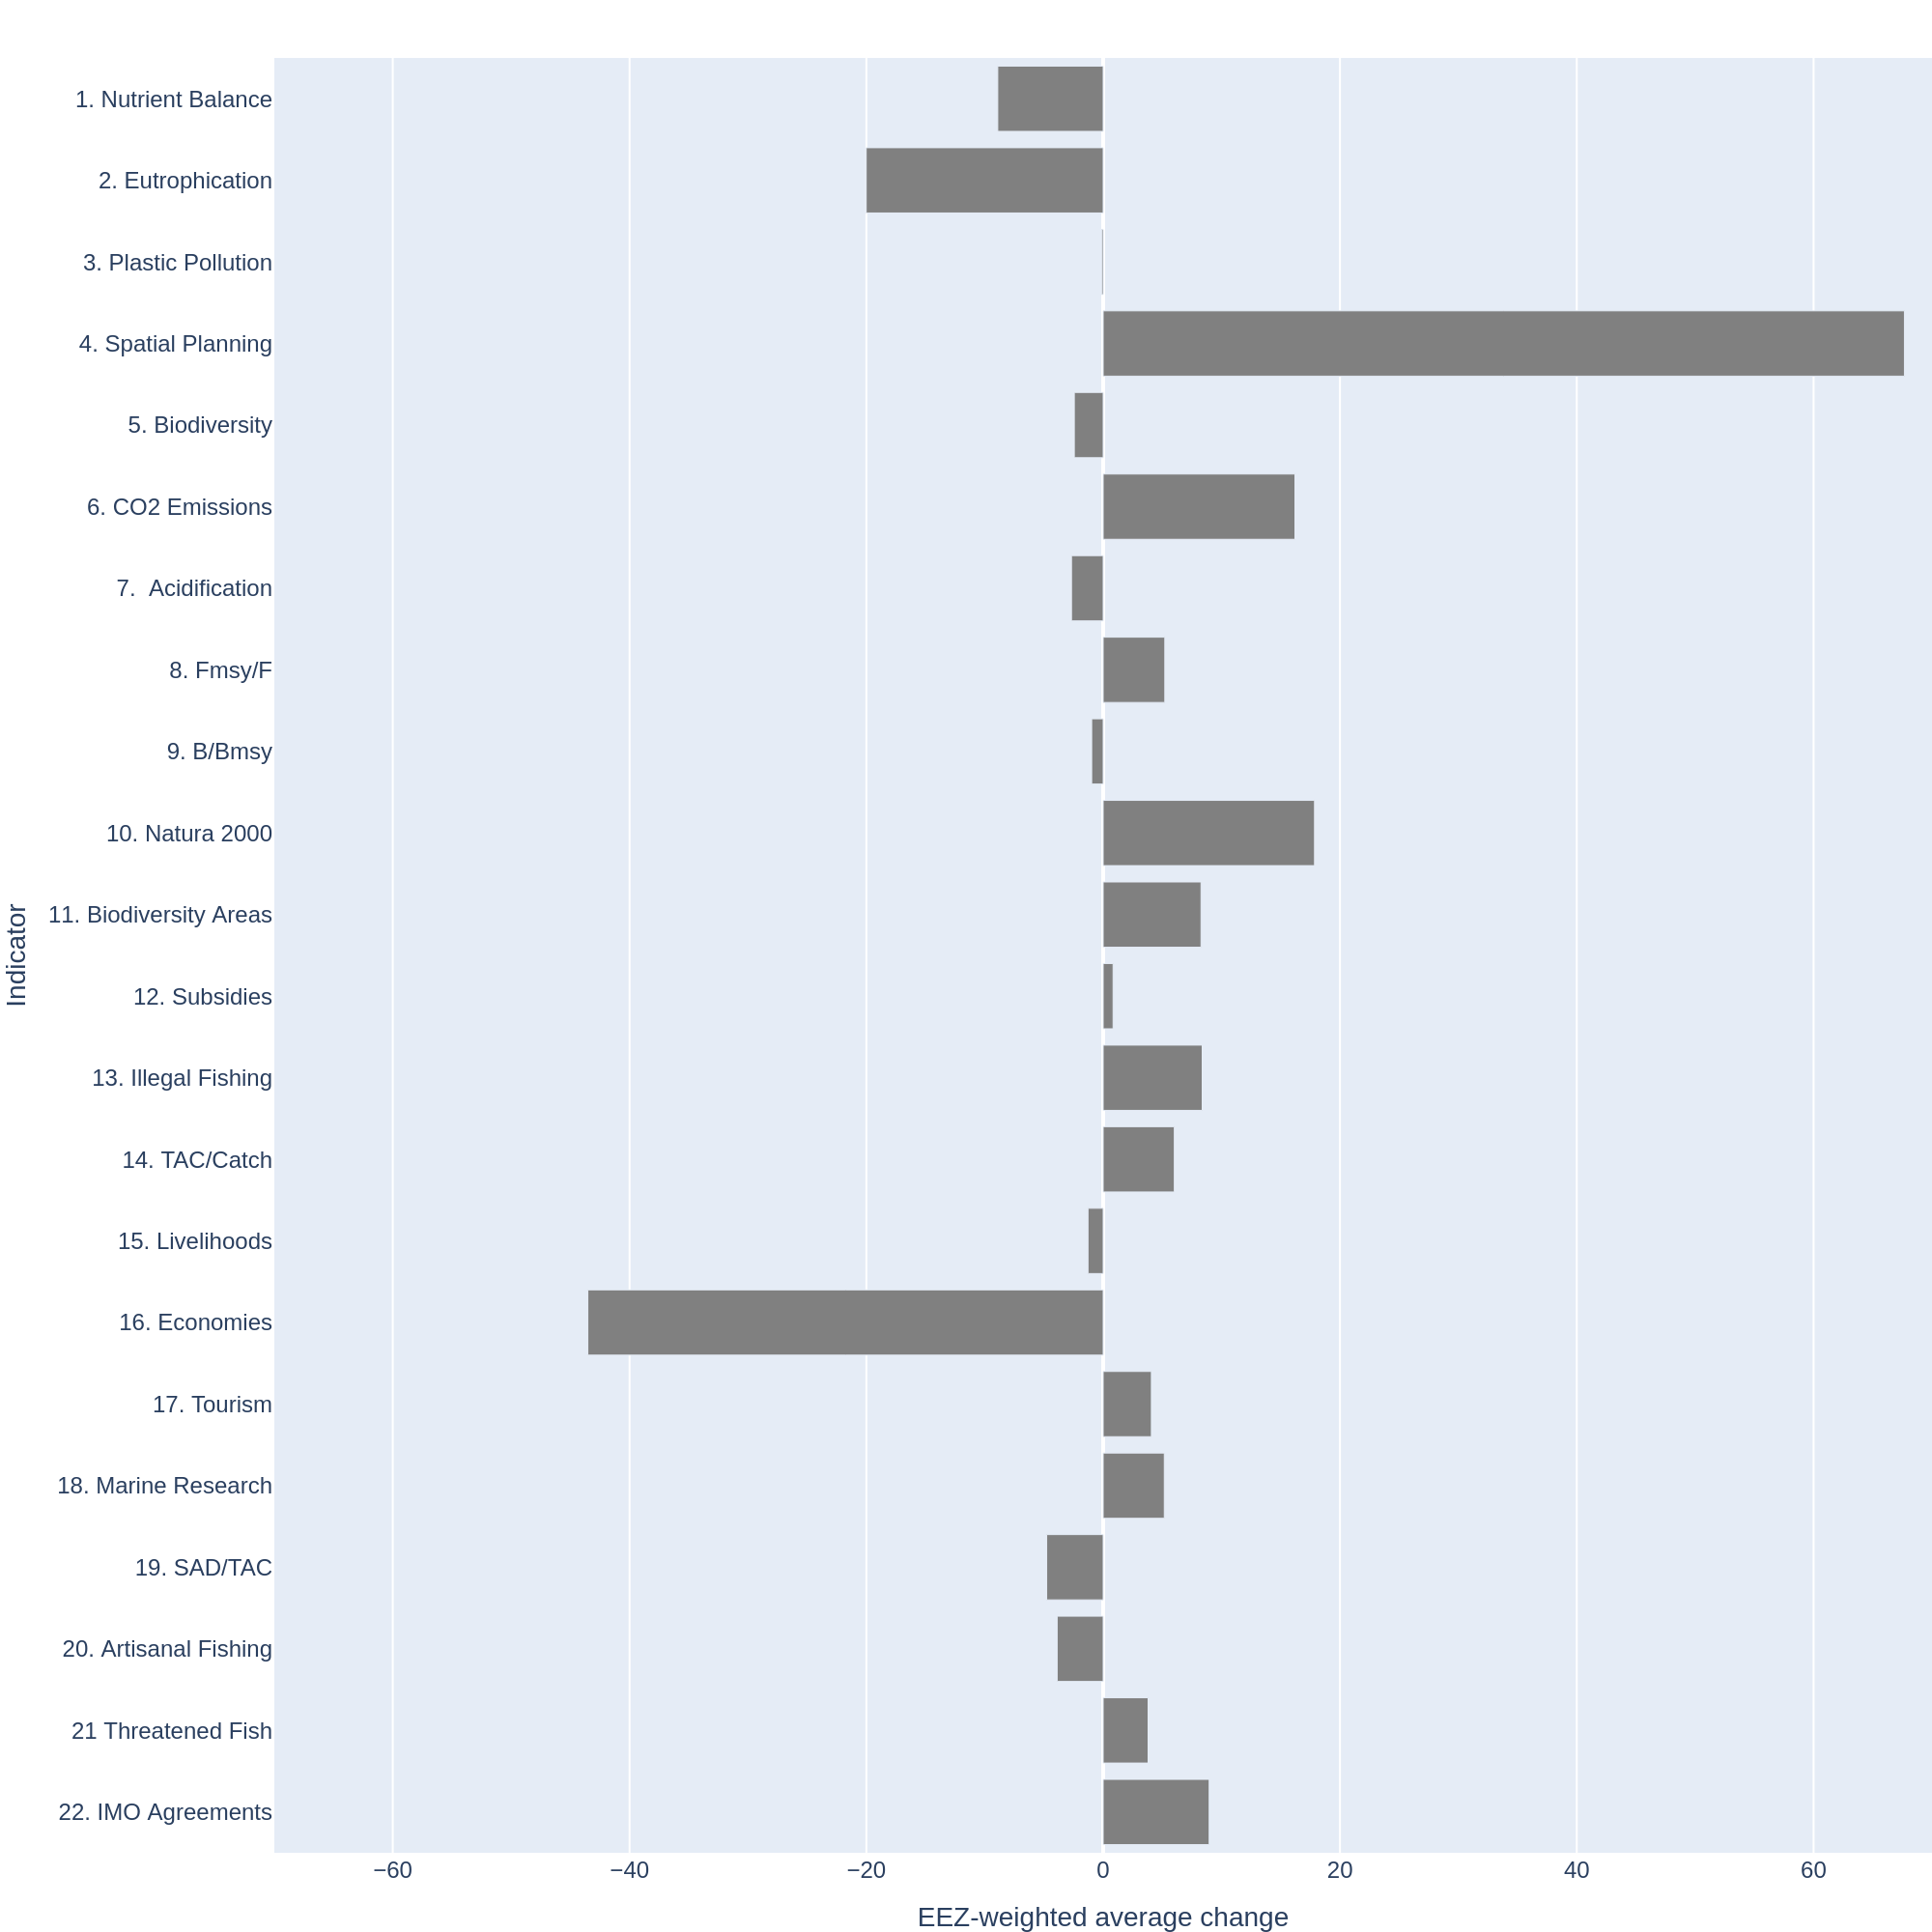 1. Nutrient Balance
2. Eutrophication
3. Plastic Pollution
4. Spatial Planning
5. Biodiversity
6. CO2 Emissions
7.  Acidification
8. Fmsy/F
9. B/Bmsy
10. Natura 2000
11. Biodiversity Areas
12. Subsidies
13. Illegal Fishing
14. TAC/Catch
15. Livelihoods
16. Economies
17. Tourism
18. Marine Research
19. SAD/TAC
20. Artisanal Fishing
21 Threatened Fish
22. IMO Agreements
Indicator
−60 −40 −20 0 20 40 60
EEZ-weighted average change